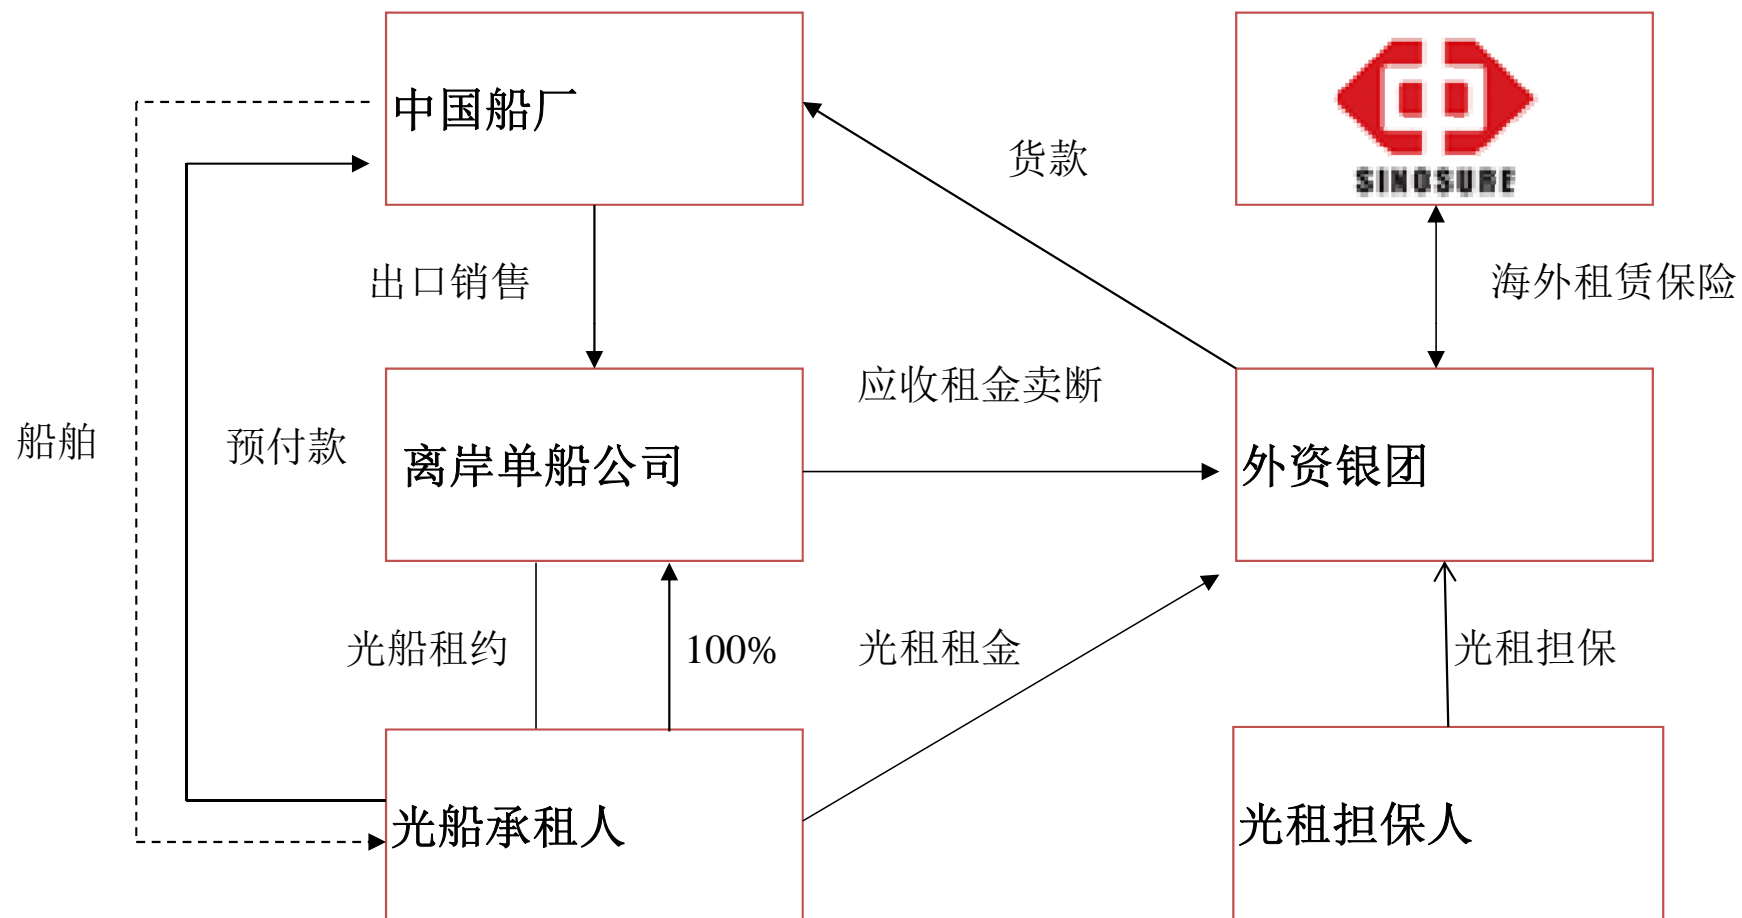 中国船厂
SINOSURE
货款
出口销售
海外租赁保险
应收租金卖断
船舶
预付款
离岸单船公司
外资银团
光船租约
100%
光租租金
光租担保
光船承租人
光租担保人